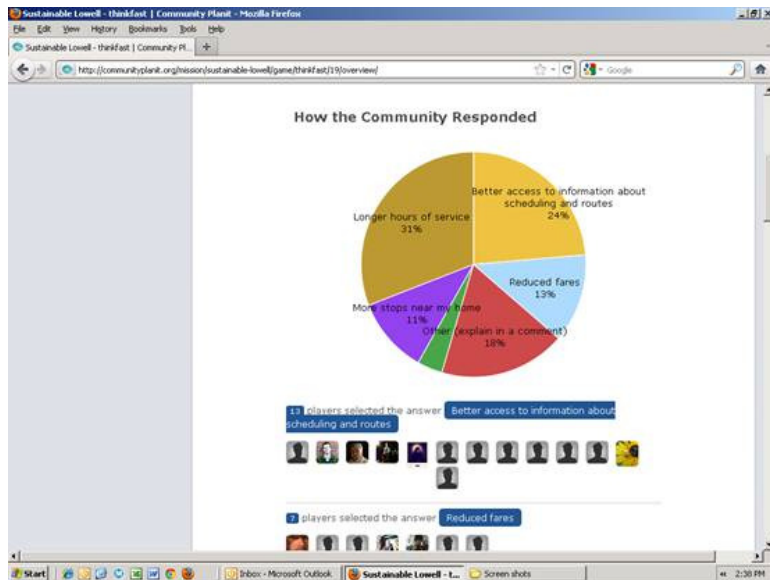 Sustainable Lowell - thinkfast | Community Planit - Mozilla Firefox
File Edit View History Bookmarks Tools Help
Sustainable Lowell - thinkfast | Community Pl... +
http://communityplanit.org/mission/sustainable-lowell/game/thinkfast/19/overview/ Google
How the Community Responded
Better access to information about
scheduling and routes
24%
Longer hours of service
31%
Reduced fares
13%
More stops near my home
11%
Other (explain in a comment)
18%
13 players selected the answer Better access to information about
scheduling and routes
7 players selected the answer Reduced fares
Start Inbox - Microsoft Outlook Sustainable Lowell - t... Screen shots 2:38 PM